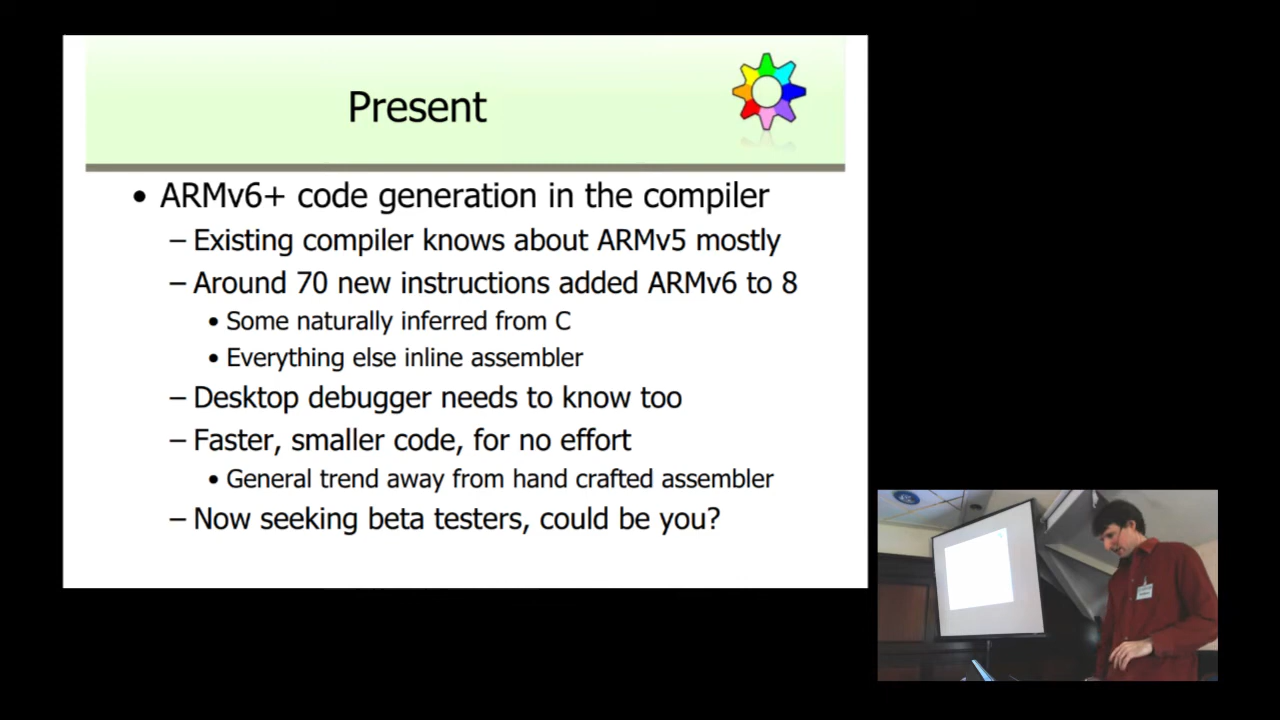 Present
• ARMv6+ code generation in the compiler
– Existing compiler knows about ARMv5 mostly
– Around 70 new instructions added ARMv6 to 8
• Some naturally inferred from C
• Everything else inline assembler
– Desktop debugger needs to know too
– Faster, smaller code, for no effort
• General trend away from hand crafted assembler
– Now seeking beta testers, could be you?